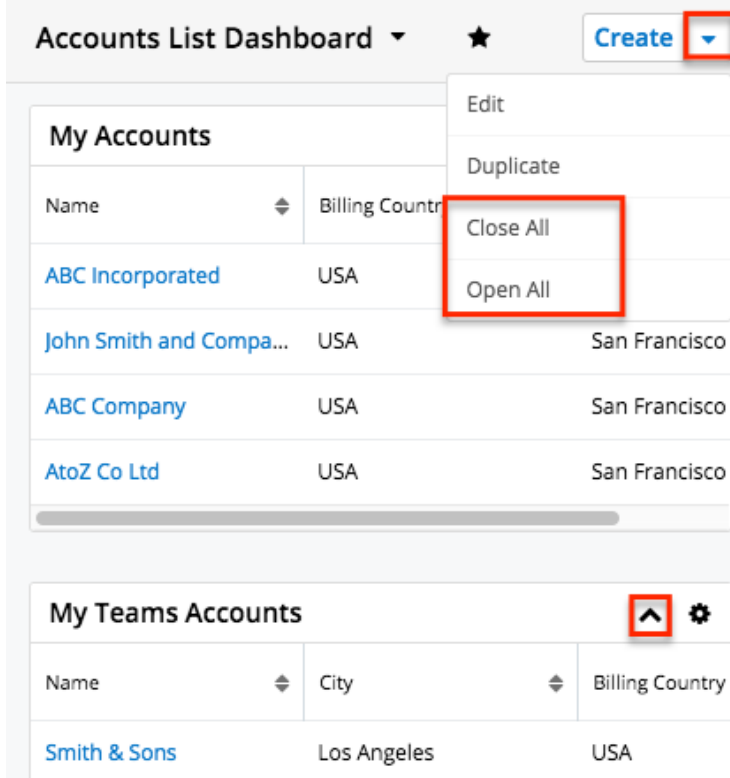 Accounts List Dashboard
Create
Edit
Duplicate
Close All
Open All
My Accounts
Name Billing Countr
ABC Incorporated USA
John Smith and Compa... USA San Francisco
ABC Company USA San Francisco
AtoZ Co Ltd USA San Francisco
My Teams Accounts
Name City Billing Country
Smith & Sons Los Angeles USA